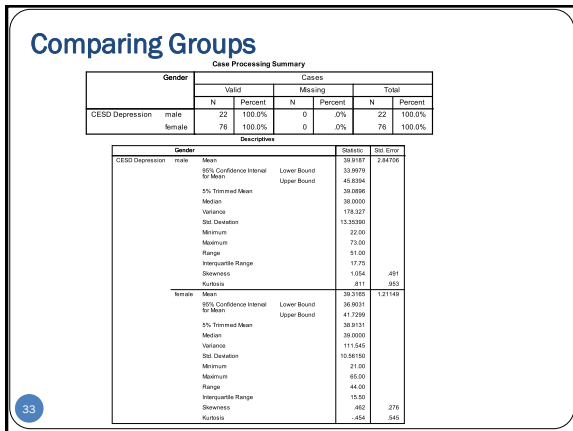 Comparing Groups
Case Processing Summary
Gender Cases
Valid Missing Total
N Percent N Percent N Percent
CESD Depression male 22 100.0% 0 .0% 22 100.0%
female 76 100.0% 0 .0% 76 100.0%
Descriptives
Gender Statistic Std. Error
CESD Depression male Mean 39.9187 2.84706
95% Confidence Interval for Mean Lower Bound 33.9979
Upper Bound 45.8394
5% Trimmed Mean 39.0896
Median 38.0000
Variance 178.327
Std. Deviation 13.35390
Minimum 22.00
Maximum 73.00
Range 51.00
Interquartile Range 17.75
Skewness 1.054 .491
Kurtosis .811 .953
female Mean 39.3165 1.21149
95% Confidence Interval for Mean Lower Bound 36.9031
Upper Bound 41.7299
5% Trimmed Mean 38.9131
Median 39.0000
Variance 111.545
Std. Deviation 10.56150
Minimum 21.00
Maximum 65.00
Range 44.00
Interquartile Range 15.50
Skewness .462 .276
Kurtosis -.454 .545
33